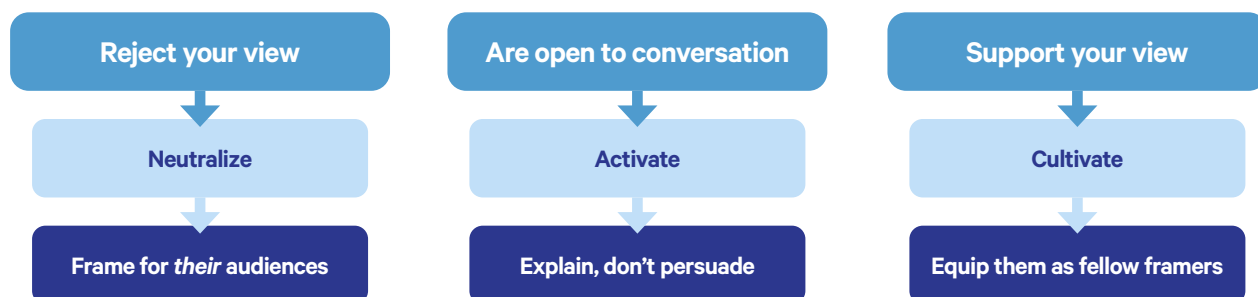 Reject your view
Are open to conversation
Support your view
Neutralize
Activate
Cultivate
Frame for their audiences
Explain, don't persuade
Equip them as fellow framers